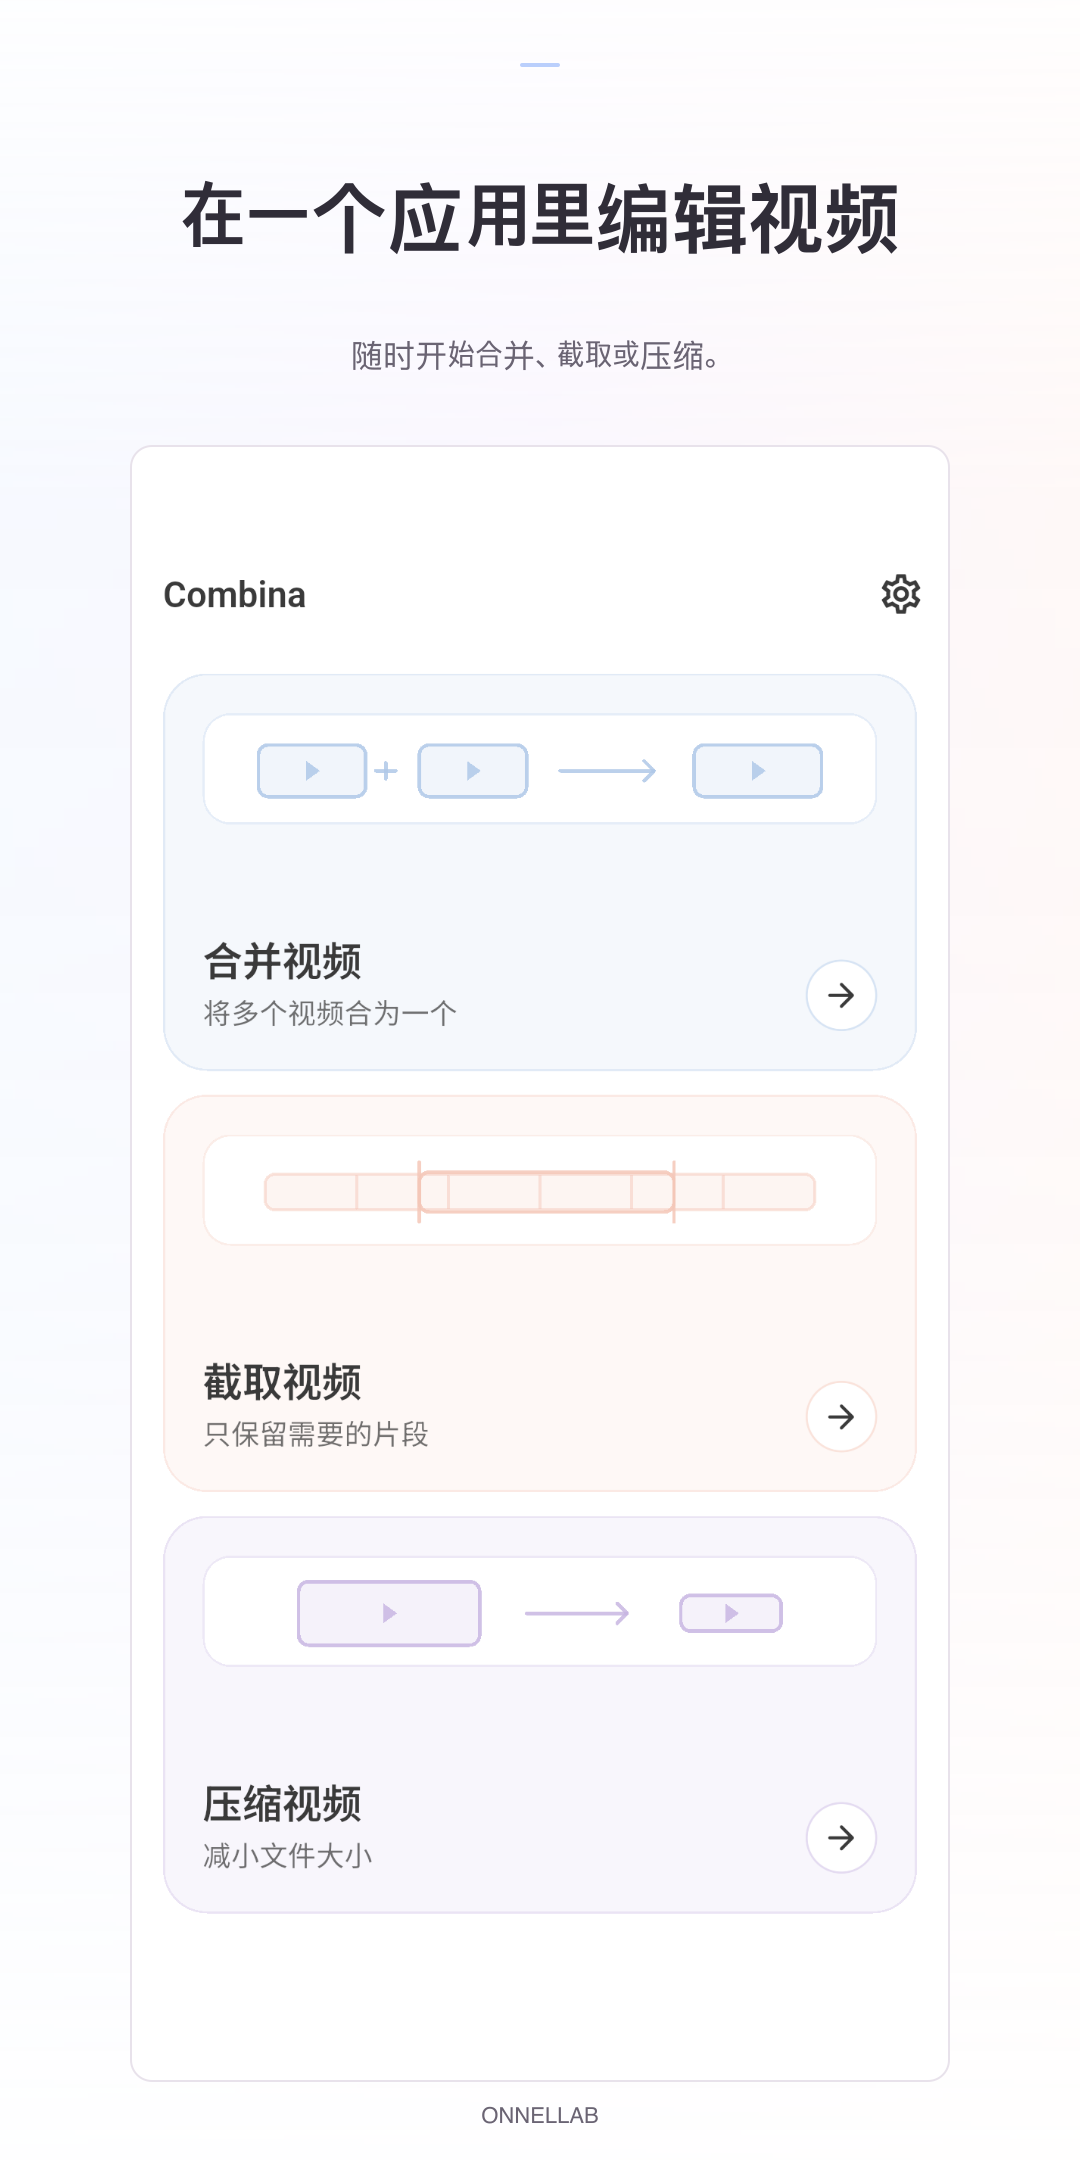 在一个应用里编辑视频
随时开始合并、截取或压缩。
Combina
合并视频
将多个视频合为一个
截取视频
只保留需要的片段
压缩视频
减小文件大小
ONNELLAB